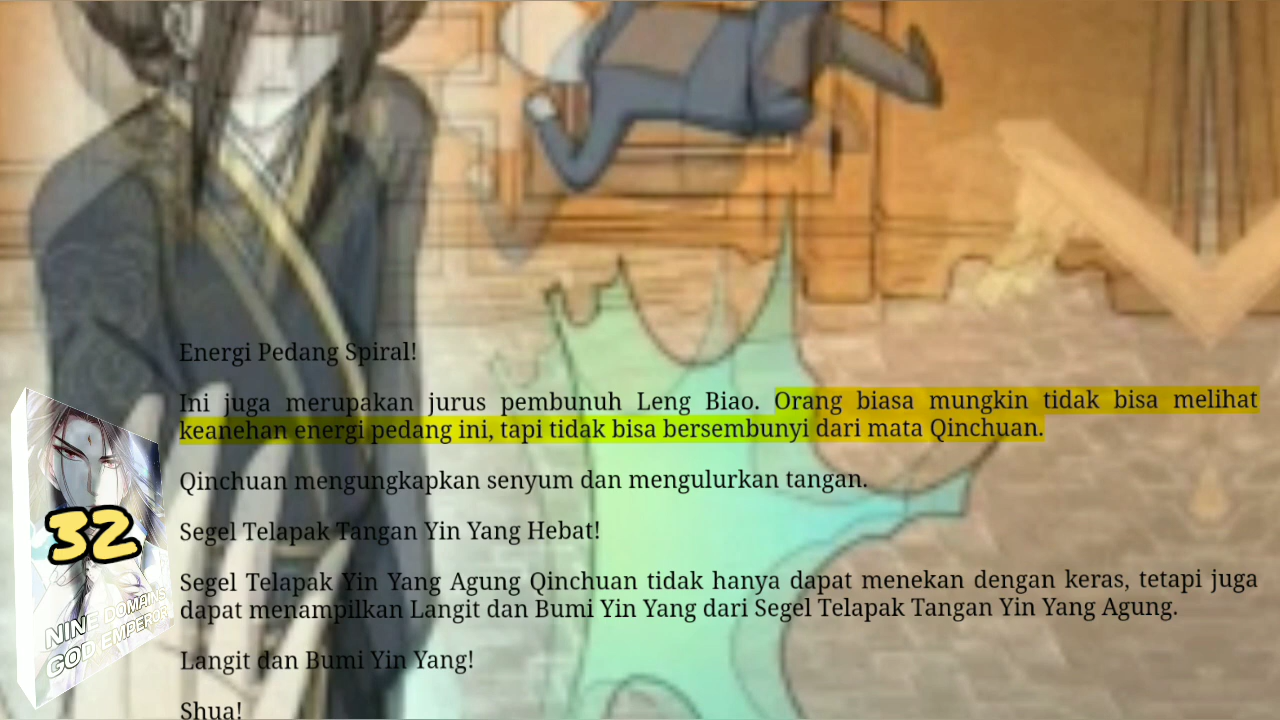 Energi Pedang Spiral!
Ini juga merupakan jurus pembunuh Leng Biao. Orang biasa mungkin tidak bisa melihat
keanehan energi pedang ini, tapi tidak bisa bersembunyi dari mata Qinchuan.
Qinchuan mengungkapkan senyum dan mengulurkan tangan.
Segel Telapak Tangan Yin Yang Hebat!
Segel Telapak Yin Yang Agung Qinchuan tidak hanya dapat menekan dengan keras, tetapi juga
dapat menampilkan Langit dan Bumi Yin Yang dari Segel Telapak Tangan Yin Yang Agung.
Langit dan Bumi Yin Yang!
Shua!
32
NINE DOMAINS
GOD EMPEROR